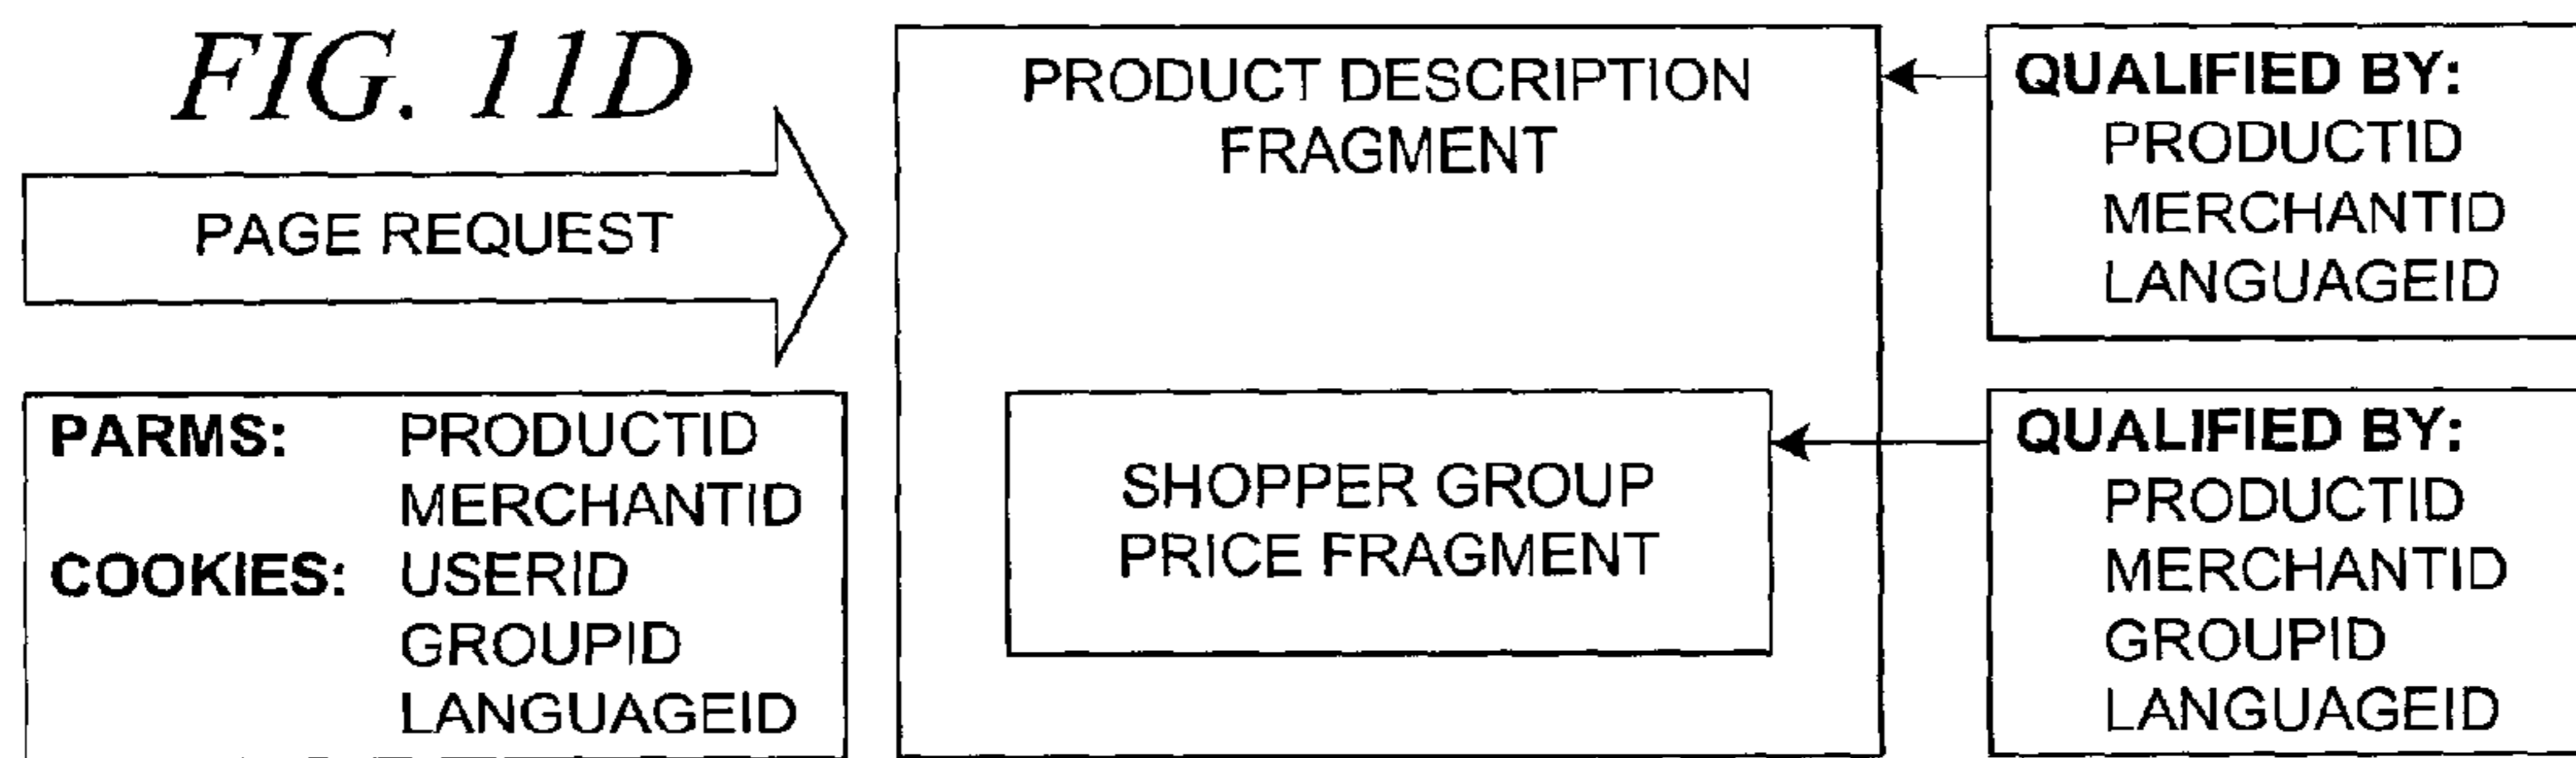 FIG. 11D
PAGE REQUEST
PARMS: PRODUCTID
MERCHANTID
COOKIES: USERID
GROUPID
LANGUAGEID
PRODUCT DESCRIPTION
FRAGMENT
SHOPPER GROUP
PRICE FRAGMENT
QUALIFIED BY:
PRODUCTID
MERCHANTID
LANGUAGEID
QUALIFIED BY:
PRODUCTID
MERCHANTID
GROUPID
LANGUAGEID